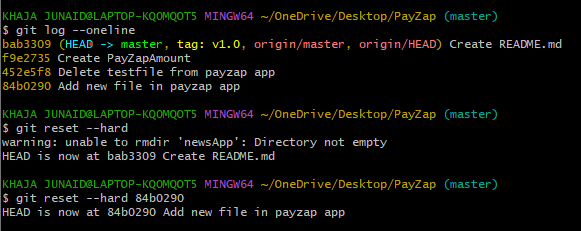 KHAJA JUNAID@LAPTOP-KQOMQOT5 MINGW64 ~/OneDrive/Desktop/PayZap (master)
$ git log --oneline
bab3309 (HEAD -> master, tag: v1.0, origin/master, origin/HEAD) Create README.md
f9e2735 Create PayZapAmount
452e5f8 Delete testfile from payzap app
84b0290 Add new file in payzap app
KHAJA JUNAID@LAPTOP-KQOMQOT5 MINGW64 ~/OneDrive/Desktop/PayZap (master)
$ git reset --hard
warning: unable to rmdir 'newsApp': Directory not empty
HEAD is now at bab3309 Create README.md
KHAJA JUNAID@LAPTOP-KQOMQOT5 MINGW64 ~/OneDrive/Desktop/PayZap (master)
$ git reset --hard 84b0290
HEAD is now at 84b0290 Add new file in payzap app